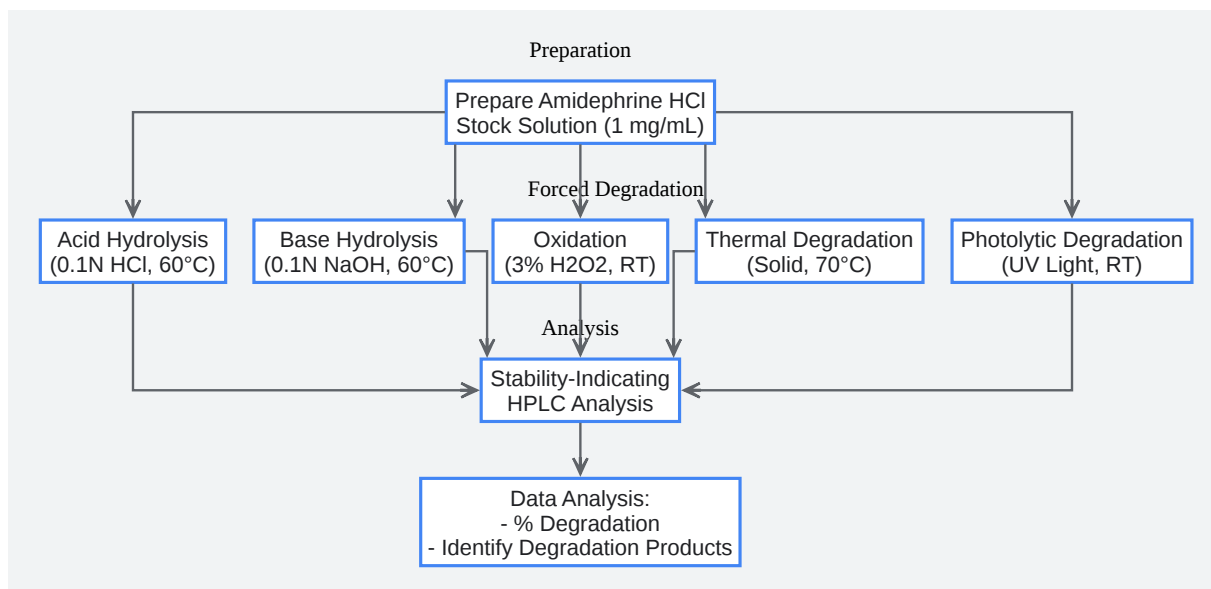 Preparation
Prepare Amidephrine HCl
Stock Solution (1 mg/mL)
Forced Degradation
Acid Hydrolysis
(0.1N HCl, 60°C)
Base Hydrolysis
(0.1N NaOH, 60°C)
Oxidation
(3% H2O2, RT)
Thermal Degradation
(Solid, 70°C)
Photolytic Degradation
(UV Light, RT)
Analysis
Stability-Indicating
HPLC Analysis
Data Analysis:
- % Degradation
- Identify Degradation Products